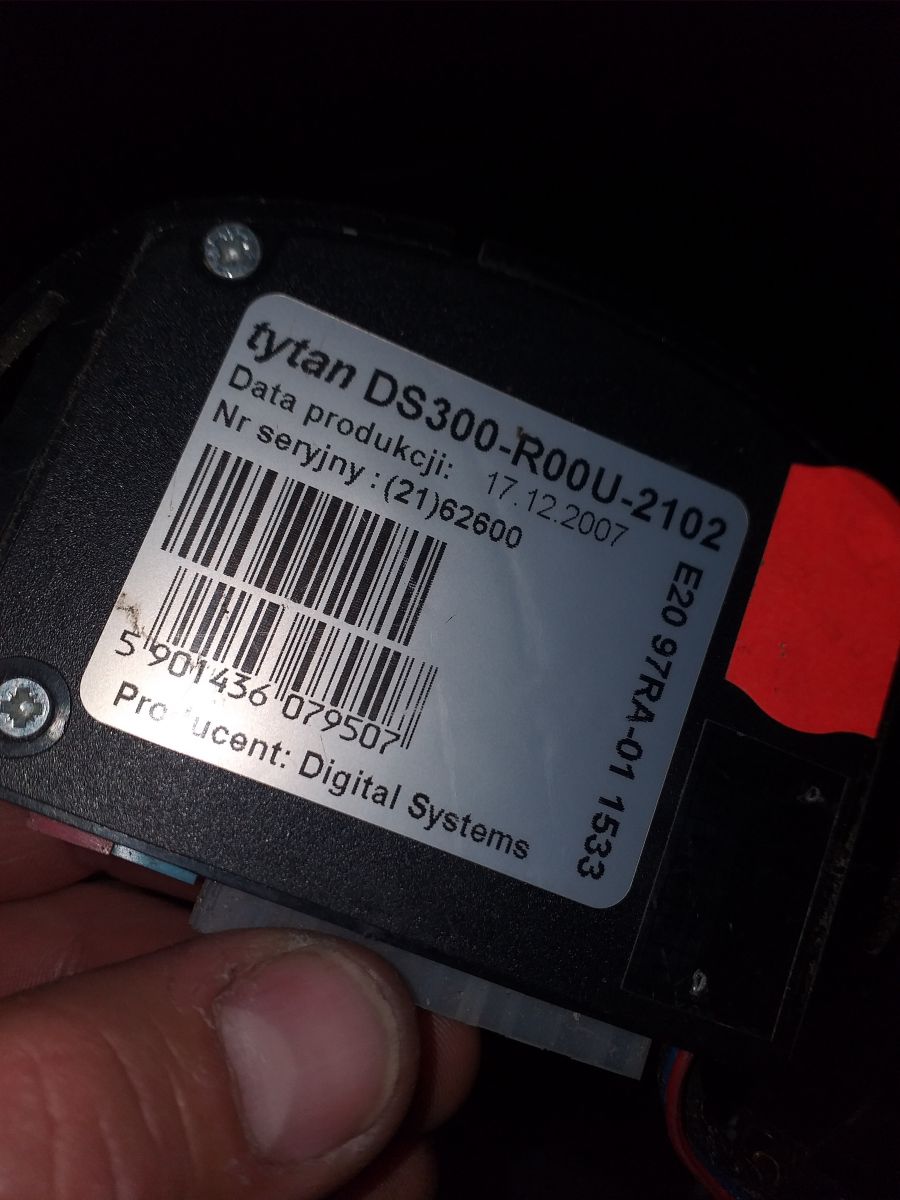 tytan DS300-R00U-2102
Data produkcji: 17.12.2007
Nr seryjny :(21)62600
5 901436 079507
Producent: Digital Systems
E20 97RA-01 1533